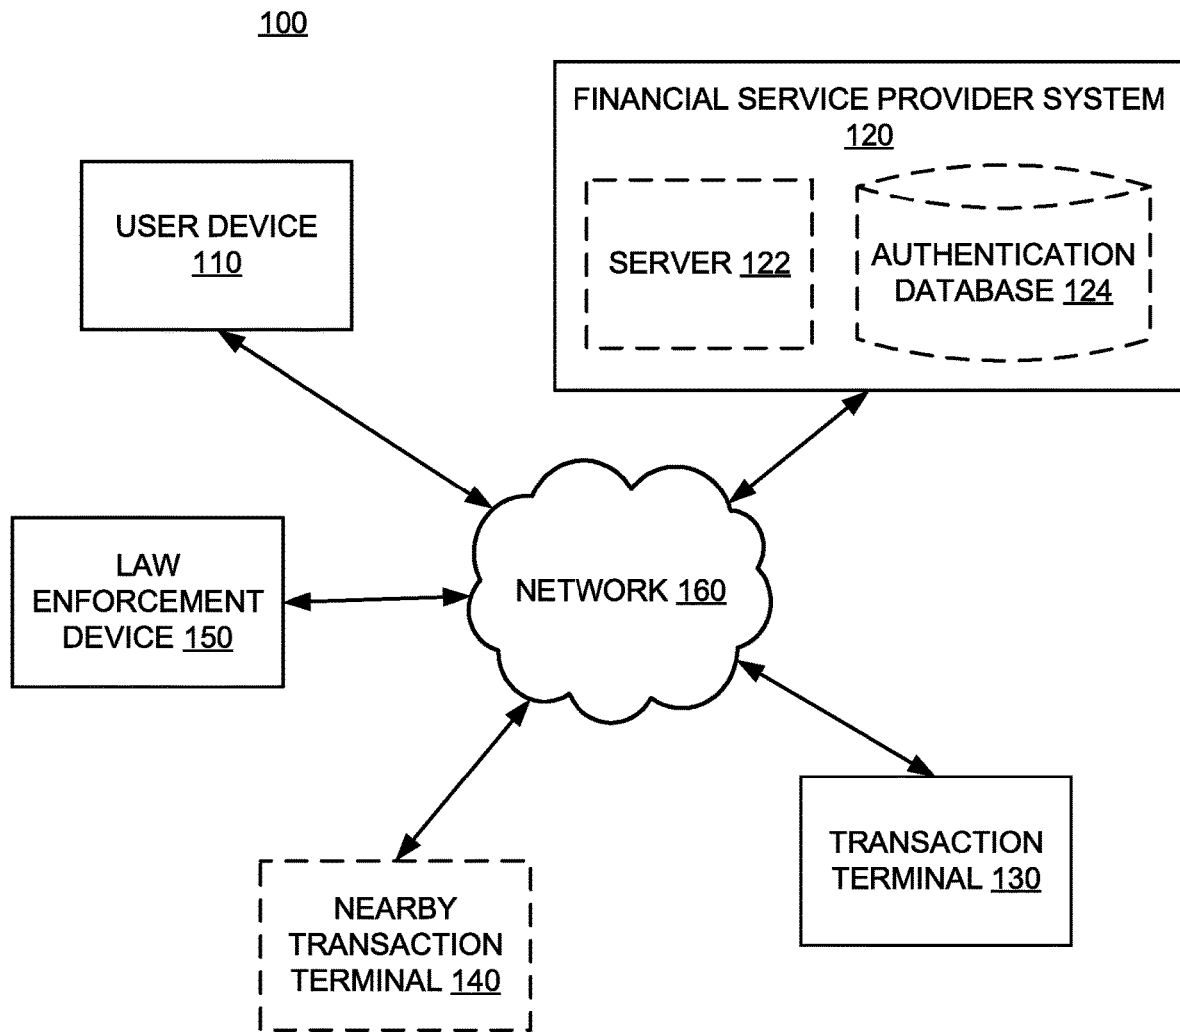 100
FINANCIAL SERVICE PROVIDER SYSTEM
120
USER DEVICE
110
SERVER 122
AUTHENTICATION
DATABASE 124
LAW
ENFORCEMENT
DEVICE 150
NETWORK 160
TRANSACTION
TERMINAL 130
NEARBY
TRANSACTION
TERMINAL 140